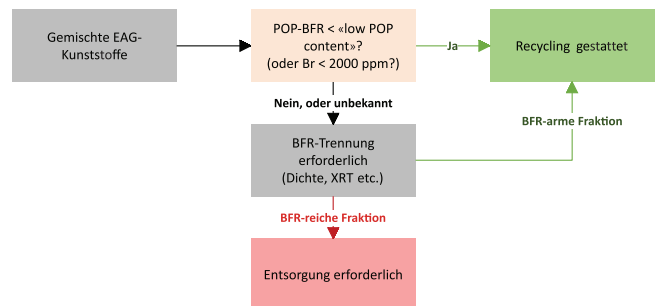 Gemischte EAG-
Kunststoffe
POP-BFR < «low POP
content»?
(oder Br < 2000 ppm?)
Ja
Recycling gestattet
Nein, oder unbekannt
BFR-arme Fraktion
BFR-Trennung
erforderlich
(Dichte, XRT etc.)
BFR-reiche Fraktion
Entsorgung erforderlich